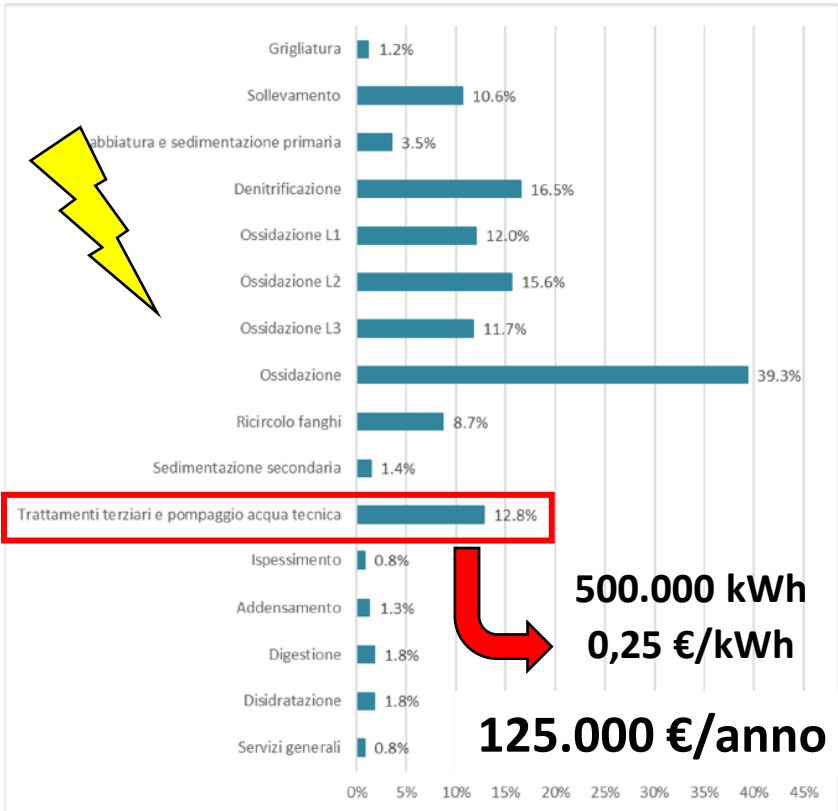 Grigliatura 1.2%
Sollevamento 10.6%
abbiatura e sedimentazione primaria 3.5%
Denitrificazione 16.5%
Ossidazione L1 12.0%
Ossidazione L2 15.6%
Ossidazione L3 11.7%
Ossidazione 39.3%
Ricircolo fanghi 8.7%
Sedimentazione secondaria 1.4%
Trattamenti terziari e pompaggio acqua tecnica 12.8%
Ispessimento 0.8%
Addensamento 1.3%
Digestione 1.8%
Disidratazione 1.8%
Servizi generali 0.8%
500.000 kWh
0,25 €/kWh
125.000 €/anno
0% 5% 10% 15% 20% 25% 30% 35% 40% 45%